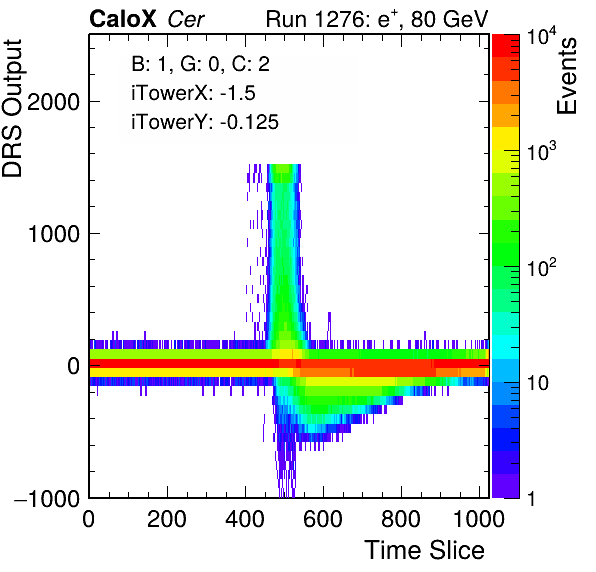 CaloX Cer Run 1276: e⁺, 80 GeV
B: 1, G: 0, C: 2
iTowerX: -1.5
iTowerY: -0.125
DRS Output
2000
1000
0
−1000
0 200 400 600 800 1000
Time Slice
Events
10⁴
10³
10²
10
1